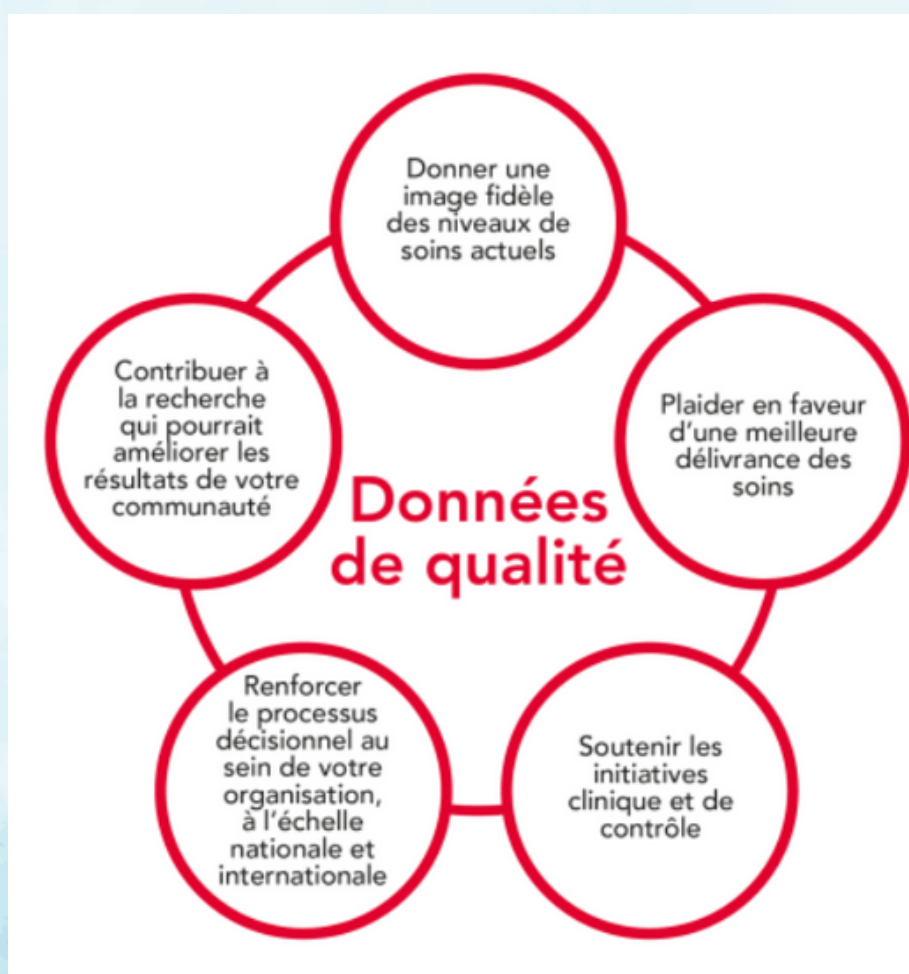 Donner une
image fidèle
des niveaux de
soins actuels
Contribuer à
la recherche
qui pourrait
améliorer les
résultats de votre
communauté
Plaider en faveur
d'une meilleure
délivrance des
soins
Données
de qualité
Renforcer
le processus
décisionnel au
sein de votre
organisation,
à l'échelle
nationale et
internationale
Soutenir les
initiatives
clinique et de
contrôle